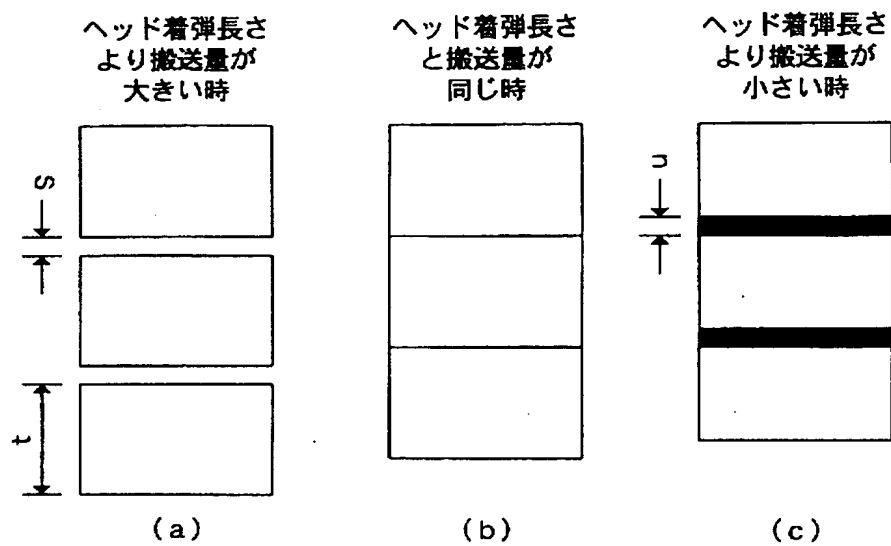 ヘッド着弾長さ
より搬送量が
大きい時
ヘッド着弾長さ
と搬送量が
同じ時
ヘッド着弾長さ
より搬送量が
小さい時
S
t
u
(a)
(b)
(c)